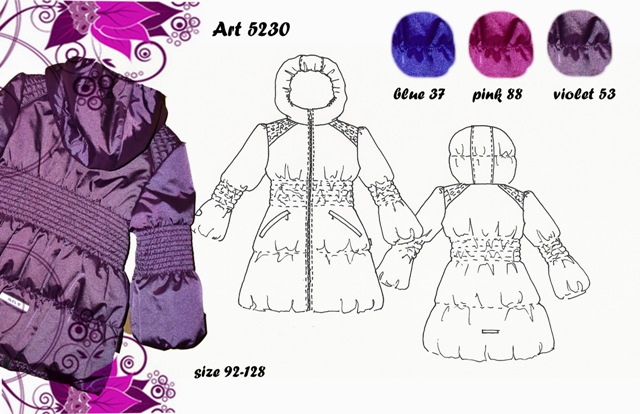 Art 5230
blue 37
pink 88
violet 53
size 92-128